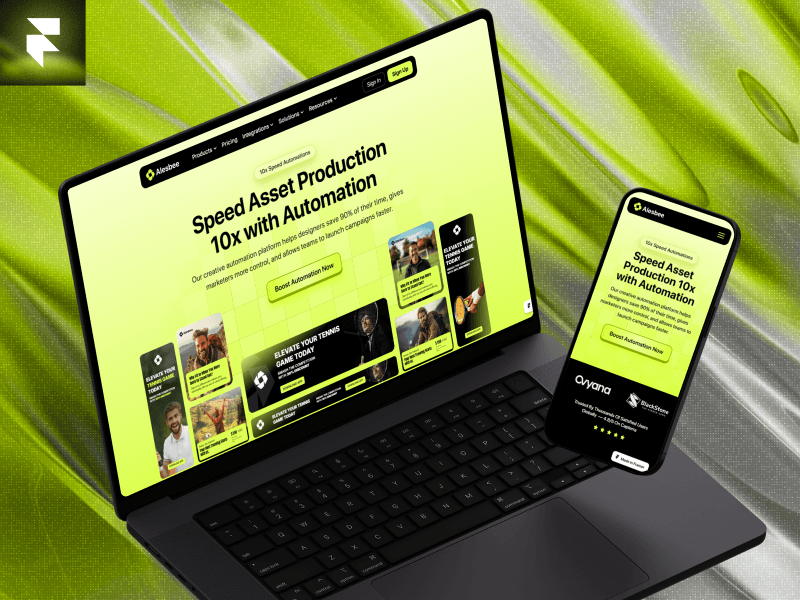 Alesbee
Products
Pricing
Integrations
Solutions
Resources
Sign In
Sign Up
10x Speed Automations
Speed Asset Production
10x with Automation
Our creative automation platform helps designers save 90% of their time, gives
marketers more control, and allows teams to launch campaigns faster.
Boost Automation Now
ELEVATE YOUR
TENNIS GAME
TODAY
ELEVATE YOUR TENNIS
GAME TODAY
ELEVATE YOUR TENNIS
GAME TODAY
ELEVATE YOUR
TENNIS GAME
TODAY
Alesbee
10x Speed Automations
Speed Asset
Production 10x
with Automation
Our creative automation platform helps
designers save 90% of their time, gives
marketers more control, and allows teams to
launch campaigns faster.
Boost Automation Now
Ovyana
BlackStone
Trusted By Thousands Of Satisfied Users
Globally — 4.8/5 On Capterra
Made in Framer